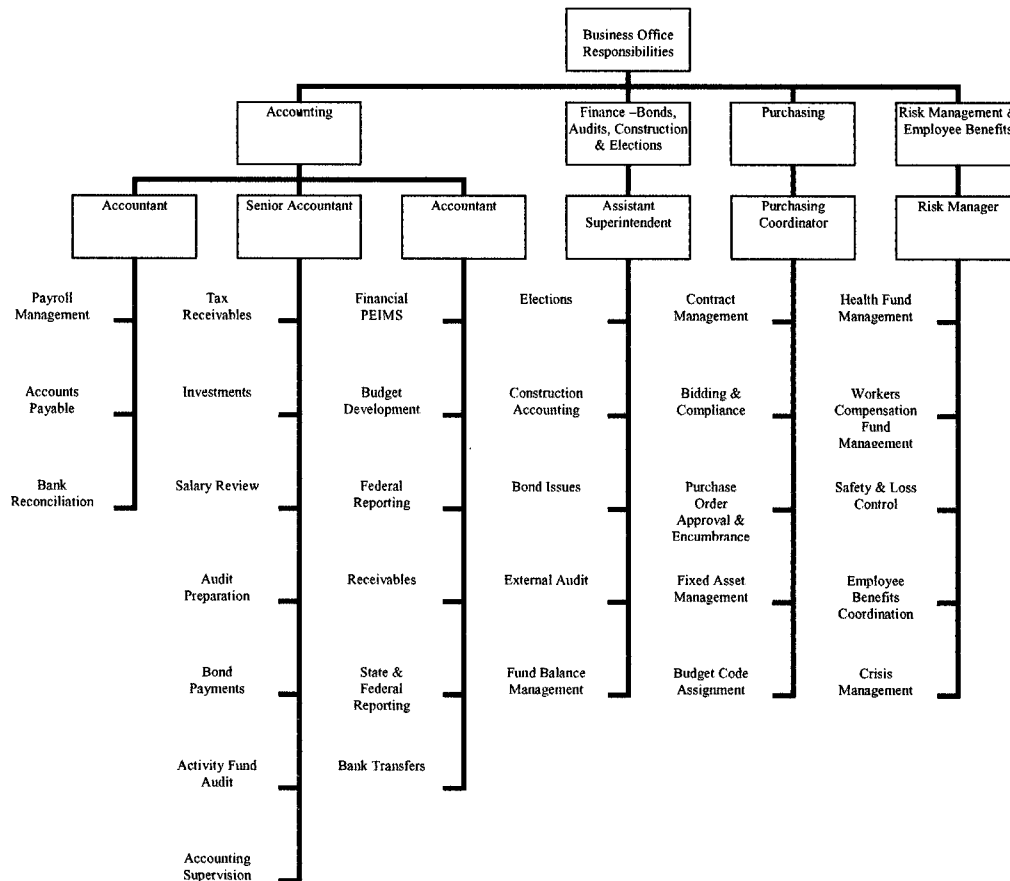 Business Office
Responsibilities
Accounting
Finance –Bonds,
Audits, Construction
& Elections
Purchasing
Risk Management &
Employee Benefits
Accountant
Senior Accountant
Accountant
Assistant
Superintendent
Purchasing
Coordinator
Risk Manager
Payroll
Management
Accounts
Payable
Bank
Reconciliation
Tax
Receivables
Investments
Salary Review
Audit
Preparation
Bond
Payments
Activity Fund
Audit
Accounting
Supervision
Financial
PEIMS
Budget
Development
Federal
Reporting
Receivables
State &
Federal
Reporting
Bank Transfers
Elections
Construction
Accounting
Bond Issues
External Audit
Fund Balance
Management
Contract
Management
Bidding &
Compliance
Purchase
Order
Approval &
Encumbrance
Fixed Asset
Management
Budget Code
Assignment
Health Fund
Management
Workers
Compensation
Fund
Management
Safety & Loss
Control
Employee
Benefits
Coordination
Crisis
Management